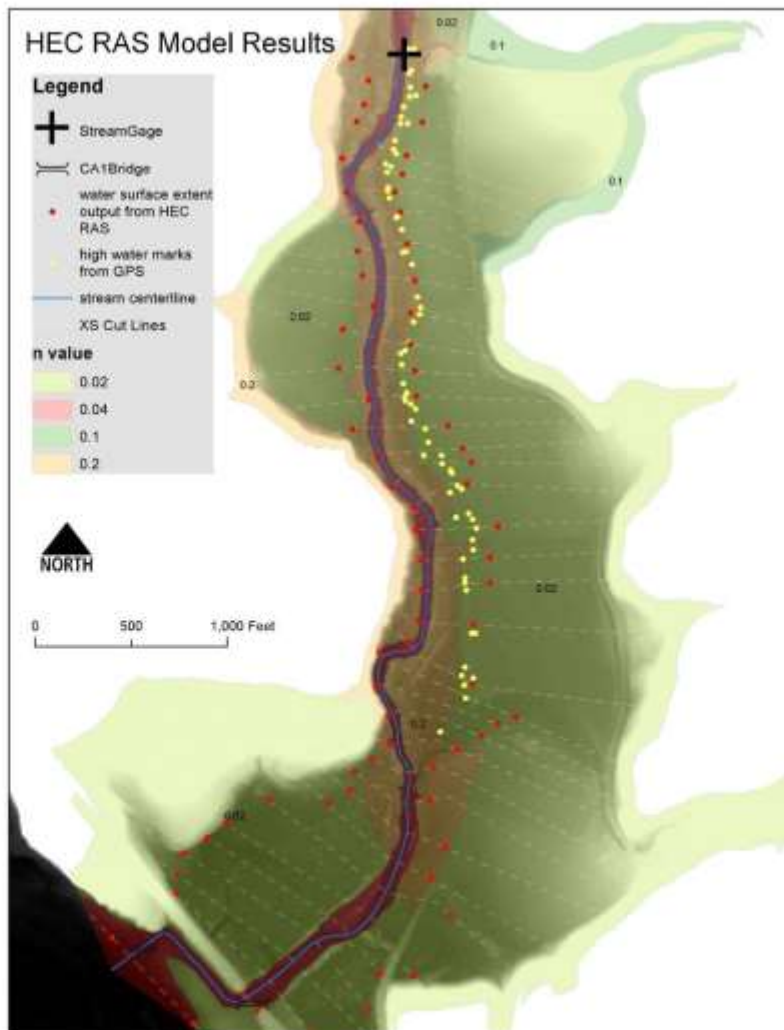 HEC RAS Model Results
Legend
StreamGage
CA1Bridge
water surface extent
output from HEC
RAS
high water marks
from GPS
stream centerline
XS Cut Lines
n value
0.02
0.04
0.1
0.2
NORTH
0 500 1,000 Feet
0.02
0.1
0.1
0.02
0.2
0.02
0.2
0.02